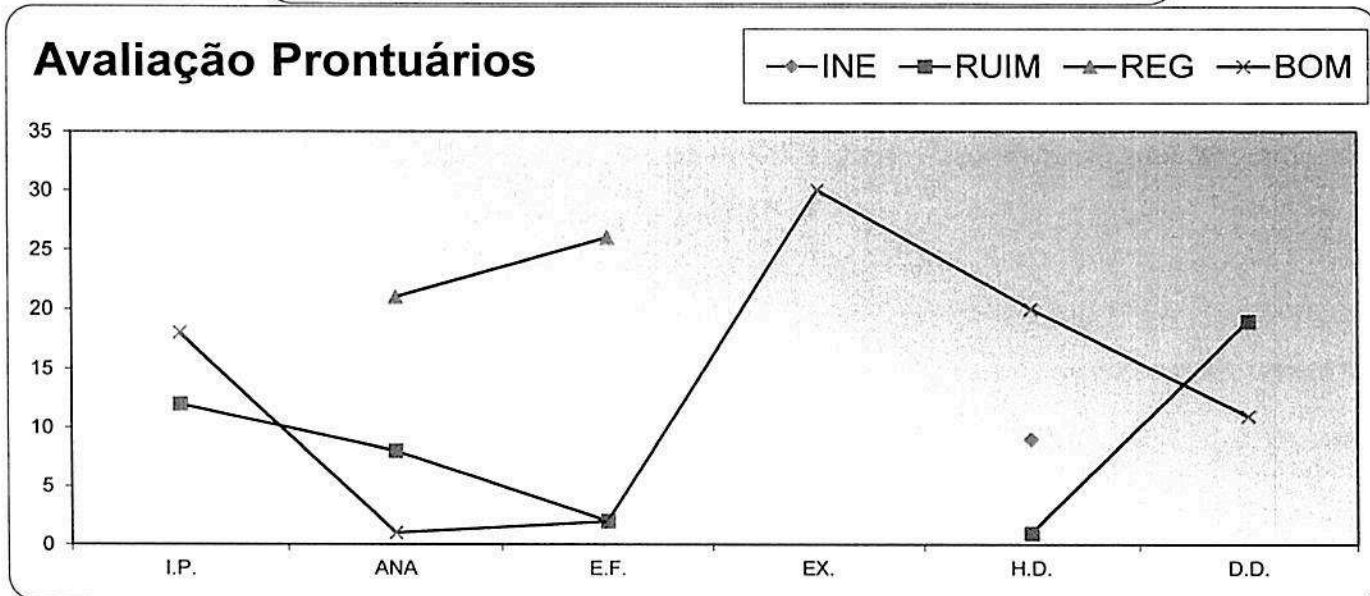 Avaliação Prontuários
INE RUIM REG BOM
35
30
25
20
15
10
5
0
I.P. ANA E.F. EX. H.D. D.D.